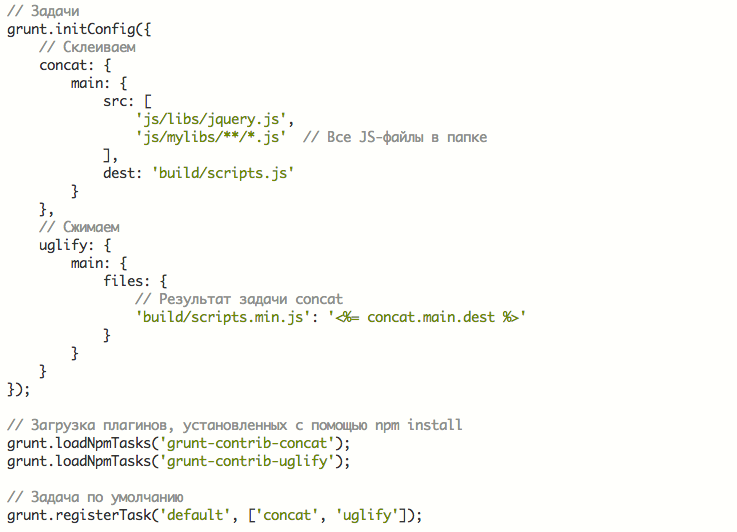 // Задачи
grunt.initConfig({
    // Склеиваем
    concat: {
        main: {
            src: [
                'js/libs/jquery.js',
                'js/mylibs/**/*.js'  // Все JS-файлы в папке
            ],
            dest: 'build/scripts.js'
        }
    },
    // Сжимаем
    uglify: {
        main: {
            files: {
                // Результат задачи concat
                'build/scripts.min.js': '<%= concat.main.dest %>'
            }
        }
    }
});

// Загрузка плагинов, установленных с помощью npm install
grunt.loadNpmTasks('grunt-contrib-concat');
grunt.loadNpmTasks('grunt-contrib-uglify');

// Задача по умолчанию
grunt.registerTask('default', ['concat', 'uglify']);